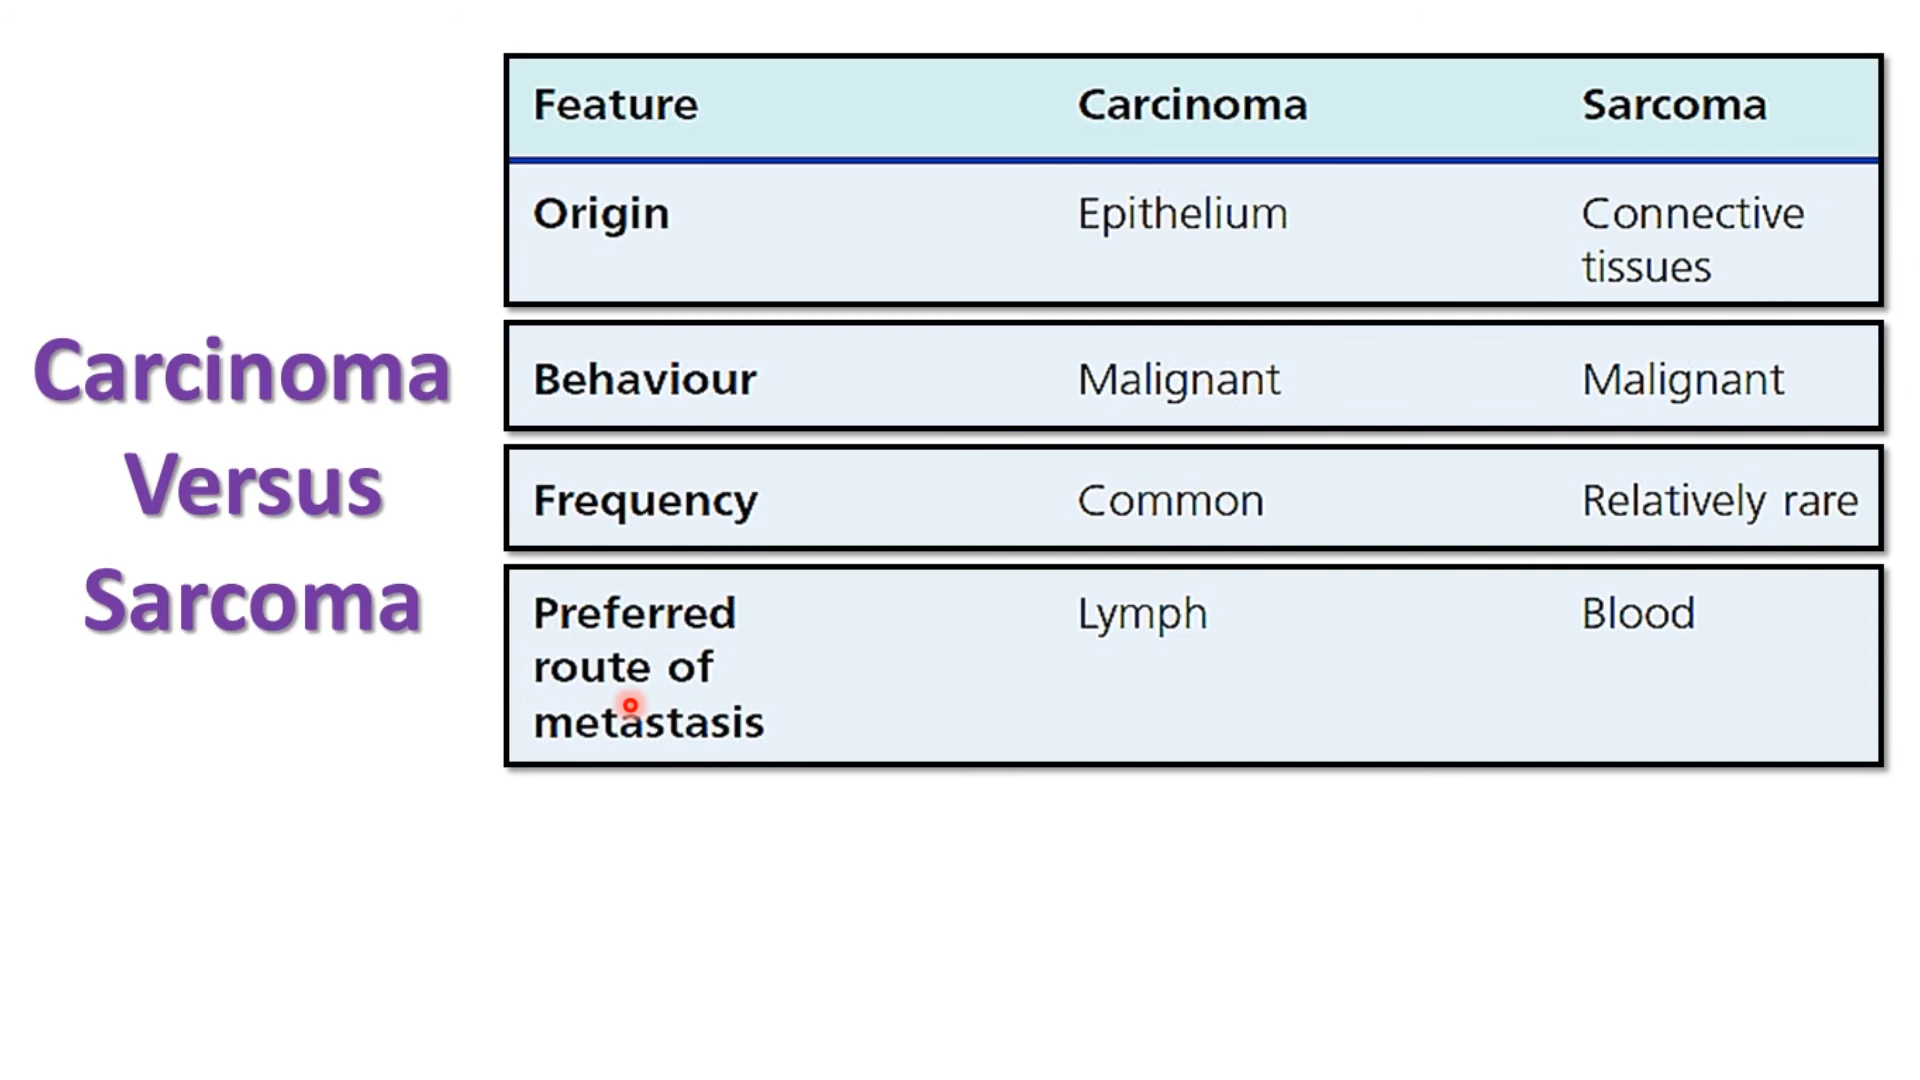 Carcinoma
Versus
Sarcoma
Feature Carcinoma Sarcoma
Origin Epithelium Connective
tissues
Behaviour Malignant Malignant
Frequency Common Relatively rare
Preferred Lymph Blood
route of
metastasis